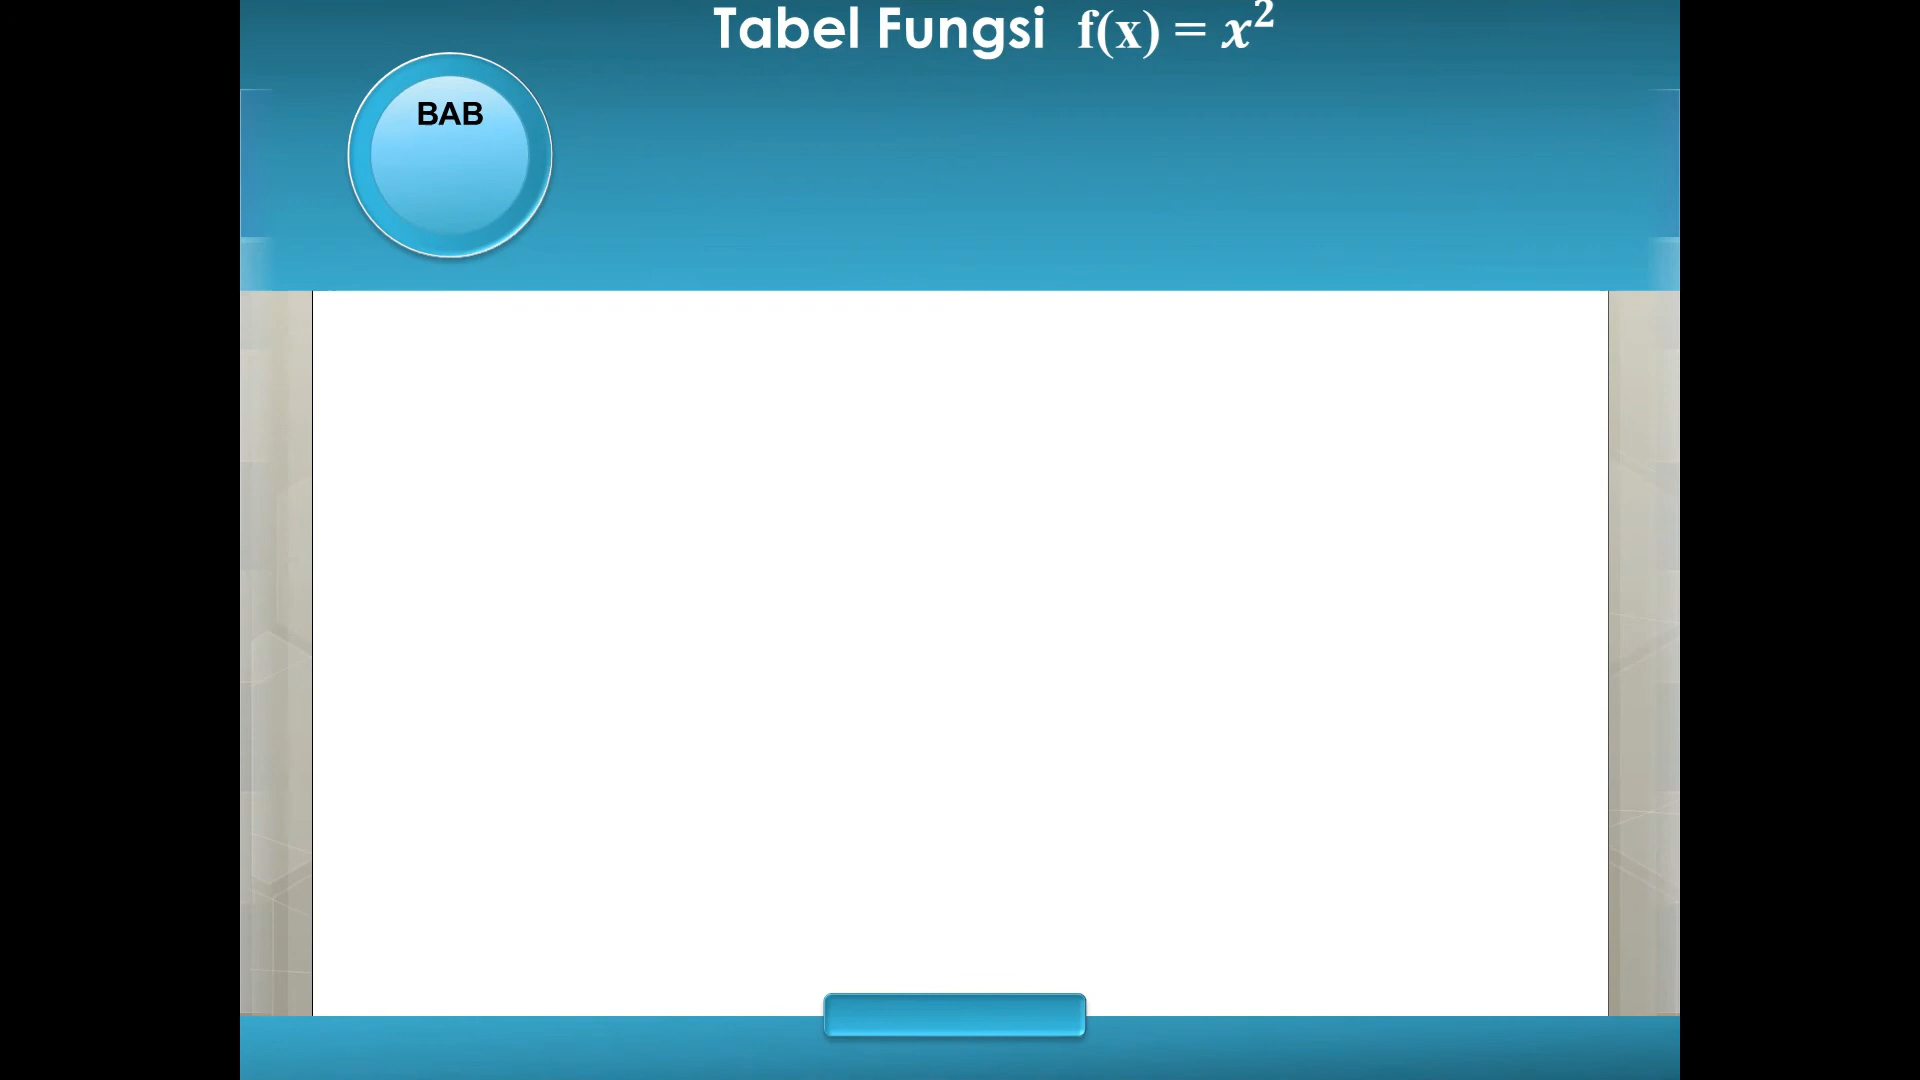 Tabel Fungsi f(x) = x²
BAB